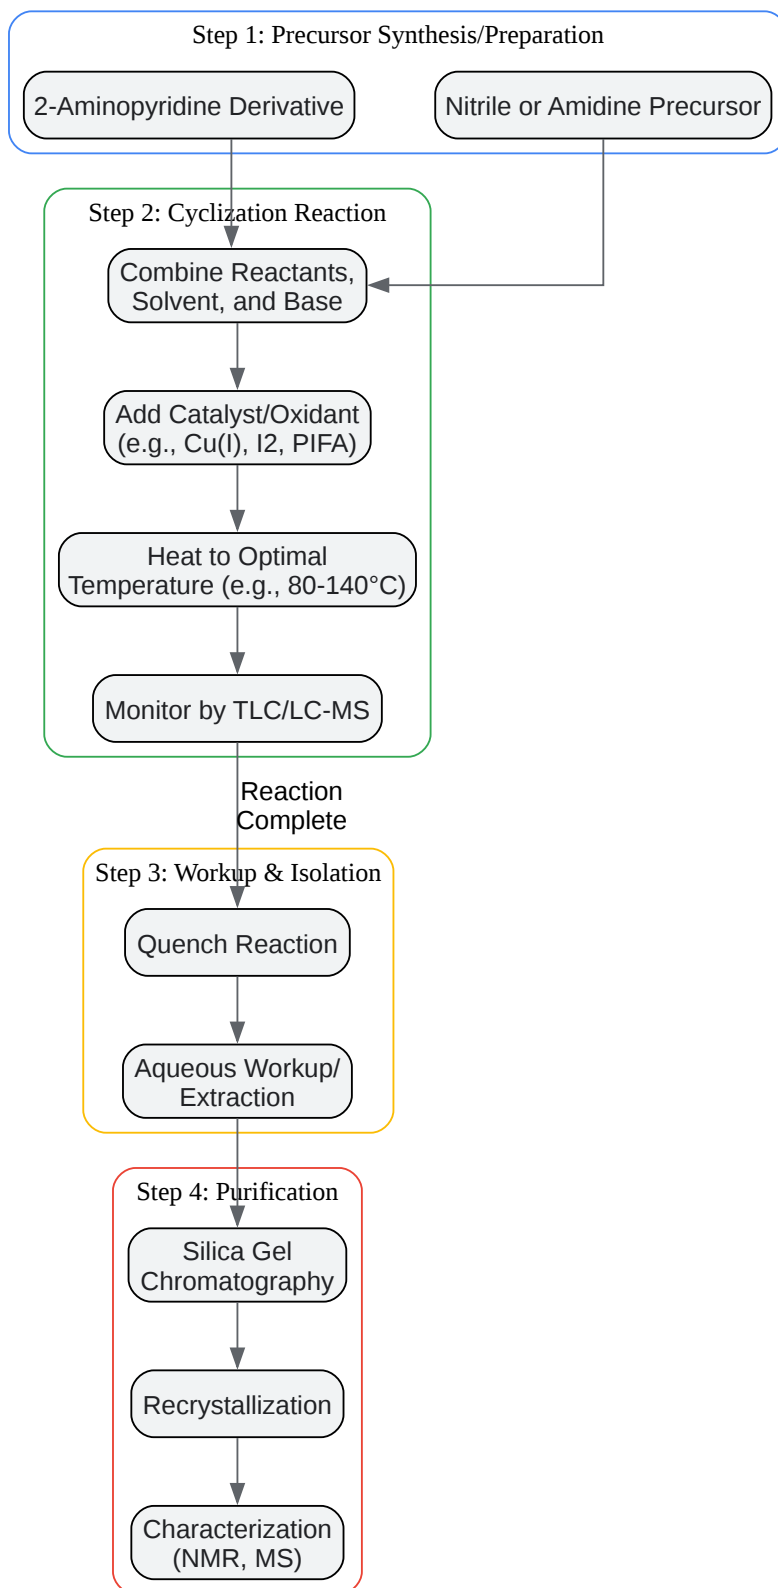 Step 1: Precursor Synthesis/Preparation
2-Aminopyridine Derivative
Nitrile or Amidine Precursor
Step 2: Cyclization Reaction
Combine Reactants,
Solvent, and Base
Add Catalyst/Oxidant
(e.g., Cu(I), I2, PIFA)
Heat to Optimal
Temperature (e.g., 80-140°C)
Monitor by TLC/LC-MS
Reaction
Complete
Step 3: Workup & Isolation
Quench Reaction
Aqueous Workup/
Extraction
Step 4: Purification
Silica Gel
Chromatography
Recrystallization
Characterization
(NMR, MS)